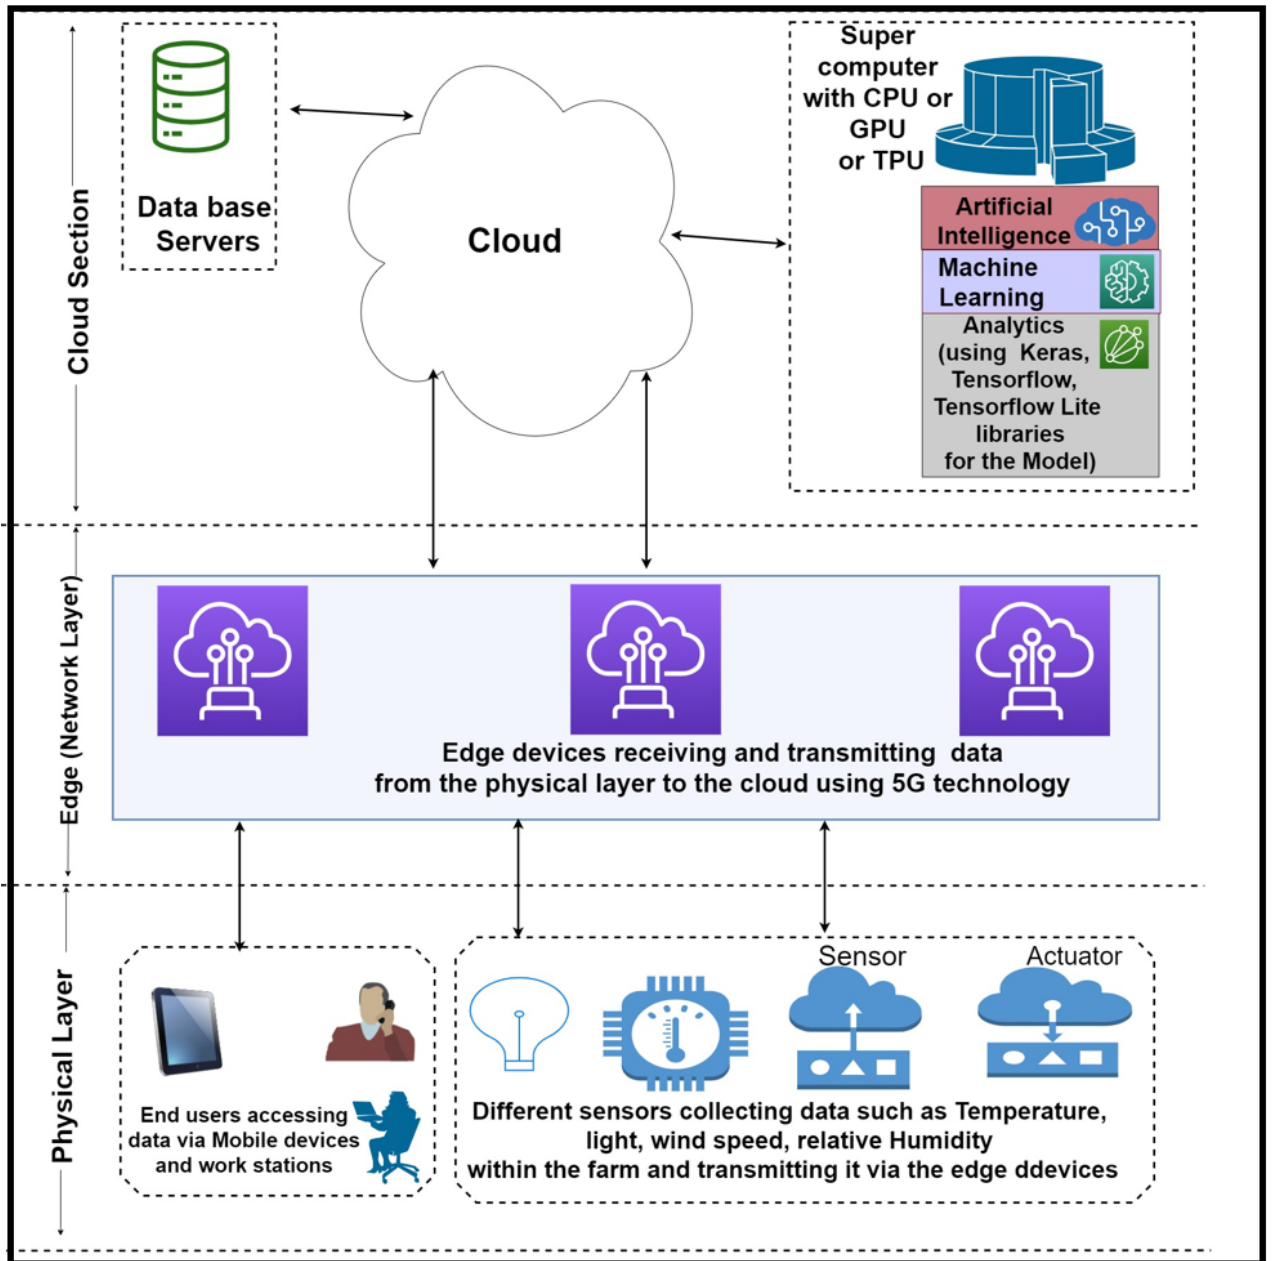 Cloud Section
Data base
Servers
Cloud
Super
computer
with CPU or
GPU
or TPU
Artificial
Intelligence
Machine
Learning
Analytics
(using Keras,
Tensorflow,
Tensorflow Lite
libraries
for the Model)
Edge (Network Layer)
Edge devices receiving and transmitting data
from the physical layer to the cloud using 5G technology
Physical Layer
End users accessing
data via Mobile devices
and work stations
Sensor
Actuator
Different sensors collecting data such as Temperature,
light, wind speed, relative Humidity
within the farm and transmitting it via the edge ddevices